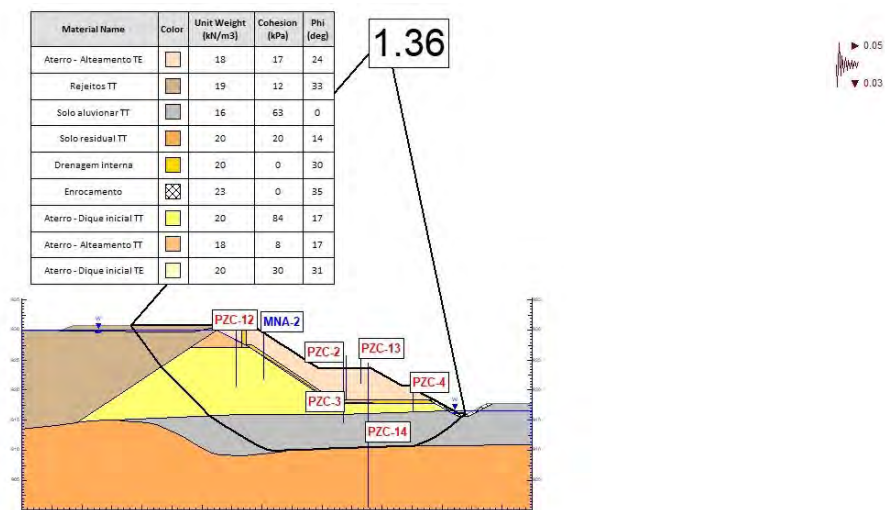 Material Name Color Unit Weight (kN/m3) Cohesion (kPa) Phi (deg)
Aterro - Alteamento TE 18 17 24
Rejeitos TT 19 12 33
Solo aluvionar TT 16 63 0
Solo residual TT 20 20 14
Drenagem interna 20 0 30
Enrocamento 23 0 35
Aterro - Dique inicial TT 20 84 17
Aterro - Alteamento TT 18 8 17
Aterro - Dique inicial TE 20 30 31
1.36
0.05
0.03
PZC-12
MNA-2
PZC-2
PZC-13
PZC-3
PZC-4
PZC-14
W
W